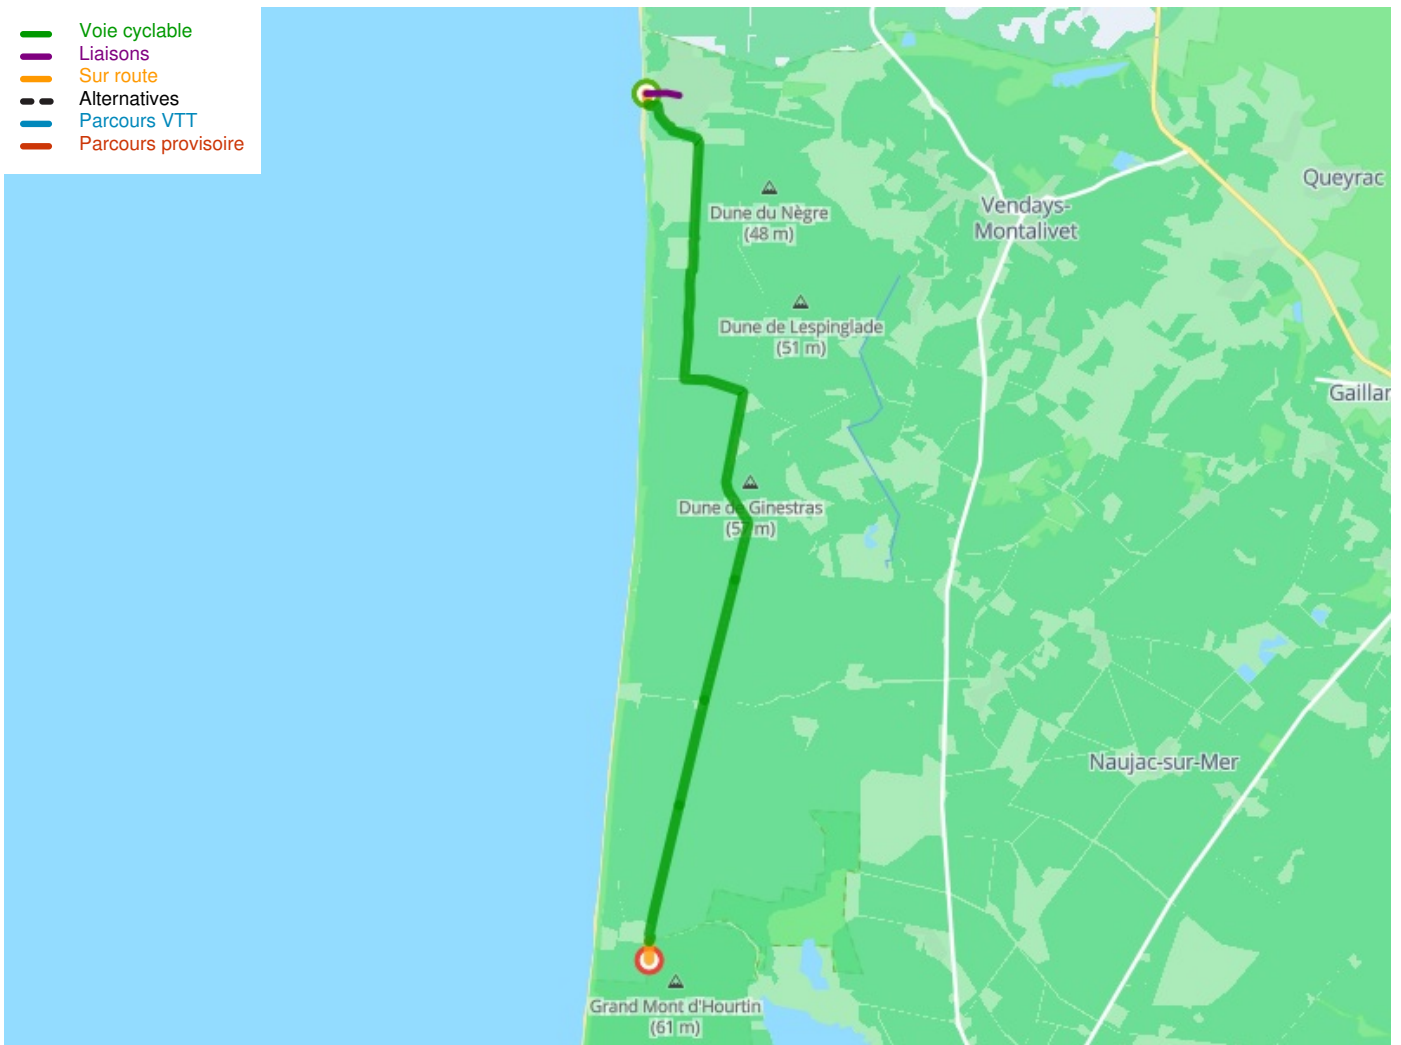 Voie cyclable
Liaisons
Sur route
Alternatives
Parcours VTT
Parcours provisoire
Queyrac
Vendays-
Montalivet
Dune du Nègre
(48 m)
Dune de Lespinglade
(51 m)
Gaillar
Dune de Ginestras
(57 m)
Naujac-sur-Mer
Grand Mont d'Hourtin
(61 m)